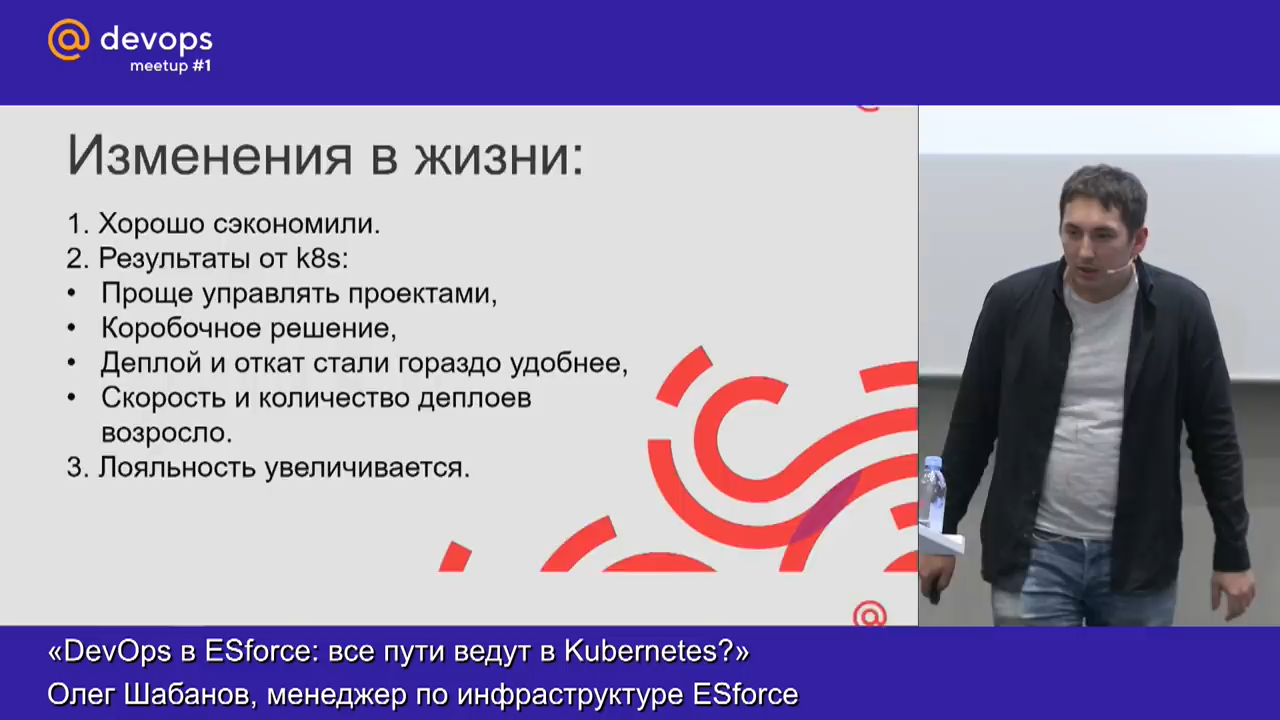 @ devops
meetup #1
Изменения в жизни:
1. Хорошо сэкономили.
2. Результаты от k8s:
• Проще управлять проектами,
• Коробочное решение,
• Деплой и откат стали гораздо удобнее,
• Скорость и количество деплоев
возросло.
3. Лояльность увеличивается.
@
«DevOps в ESforce: все пути ведут в Kubernetes?»
Олег Шабанов, менеджер по инфраструктуре ESforce